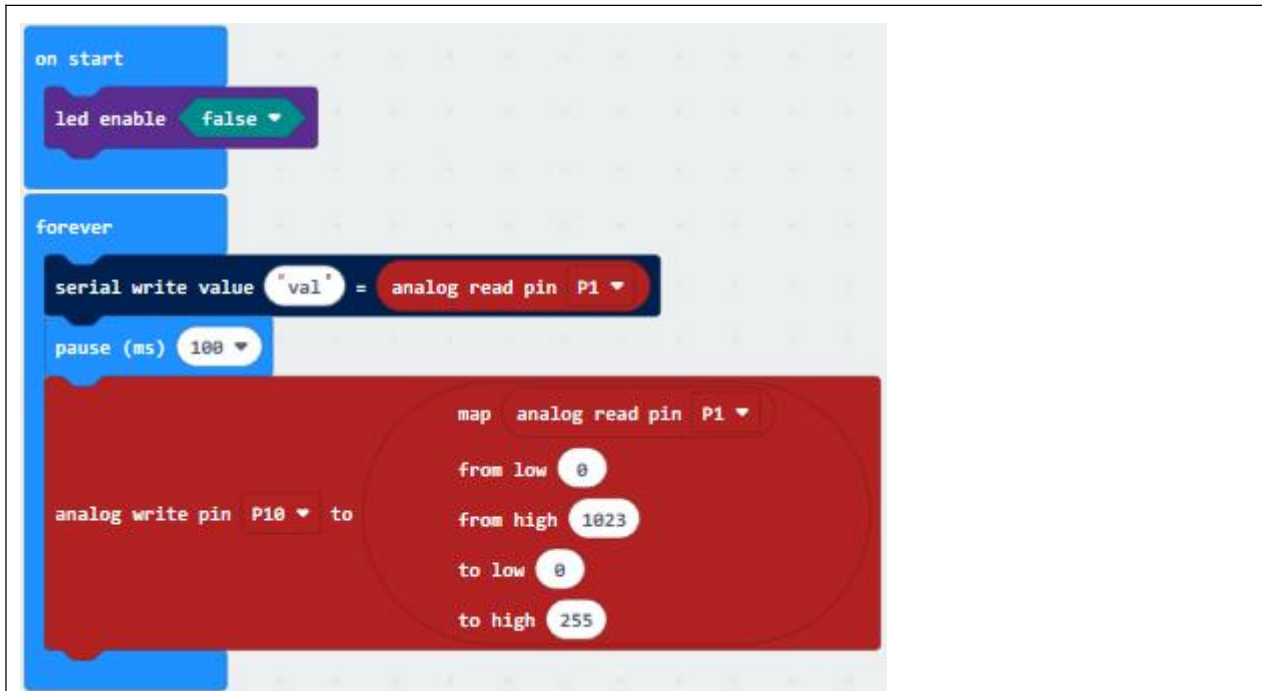 on start
led enable false
forever
serial write value "val" = analog read pin P1
pause (ms) 100
map analog read pin P1
from low 0
analog write pin P10 to
from high 1023
to low 0
to high 255